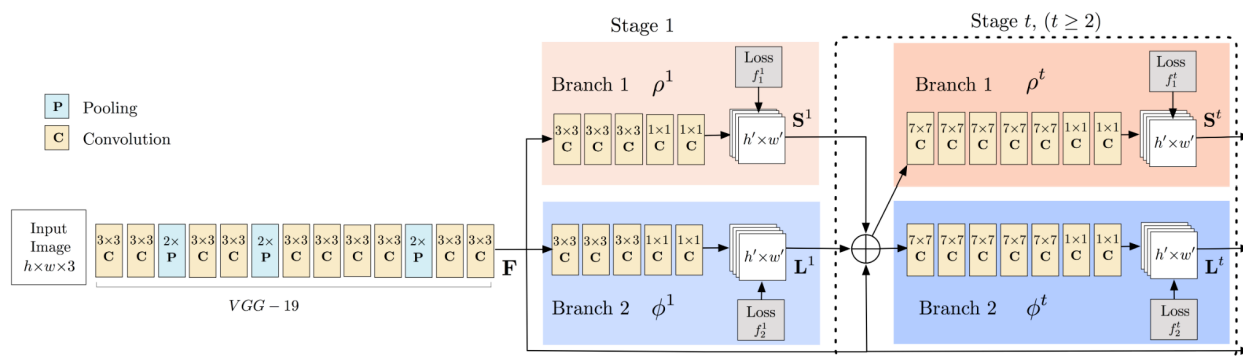 Stage 1
Stage t, (t ≥ 2)
P Pooling
C Convolution
Input
Image
h×w×3
3×3 C
3×3 C
2× P
3×3 C
3×3 C
2× P
3×3 C
3×3 C
3×3 C
3×3 C
2× P
3×3 C
3×3 C
VGG − 19
F
Branch 1 ρ¹
Loss
f₁¹
3×3 C
3×3 C
3×3 C
1×1 C
1×1 C
h′×w′
S¹
3×3 C
3×3 C
3×3 C
1×1 C
1×1 C
h′×w′
L¹
Branch 2 ϕ¹
Loss
f₂¹
Branch 1 ρᵗ
Loss
f₁ᵗ
7×7 C
7×7 C
7×7 C
7×7 C
7×7 C
1×1 C
1×1 C
h′×w′
Sᵗ
7×7 C
7×7 C
7×7 C
7×7 C
7×7 C
1×1 C
1×1 C
h′×w′
Lᵗ
Branch 2 ϕᵗ
Loss
f₂ᵗ